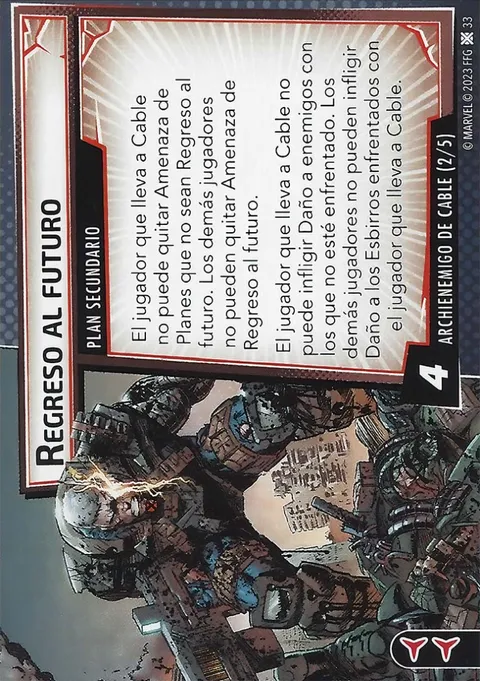 REGRESO AL FUTURO
PLAN SECUNDARIO
El jugador que lleva a Cable
no puede quitar Amenaza de
Planes que no sean Regreso al
futuro. Los demás jugadores
no pueden quitar Amenaza de
Regreso al futuro.
El jugador que lleva a Cable no
puede infligir Daño a enemigos con
los que no esté enfrentado. Los
demás jugadores no pueden infligir
Daño a los Esbirros enfrentados con
el jugador que lleva a Cable.
4
ARCHIENEMIGO DE CABLE (2/5)
© MARVEL © 2023 FFG 33